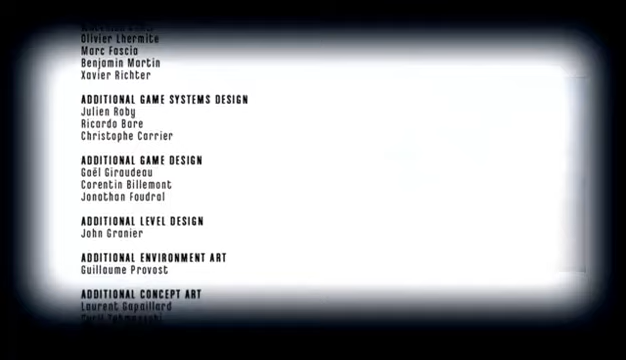 Olivier Lhermite
Marc Fascia
Benjamin Martin
Xavier Richter
ADDITIONAL GAME SYSTEMS DESIGN
Julien Roby
Ricardo Bare
Christophe Carrier
ADDITIONAL GAME DESIGN
Gaël Giraudeau
Corentin Billemont
Jonathan Foudral
ADDITIONAL LEVEL DESIGN
John Granier
ADDITIONAL ENVIRONMENT ART
Guillaume Provost
ADDITIONAL CONCEPT ART
Laurent Gapaillard